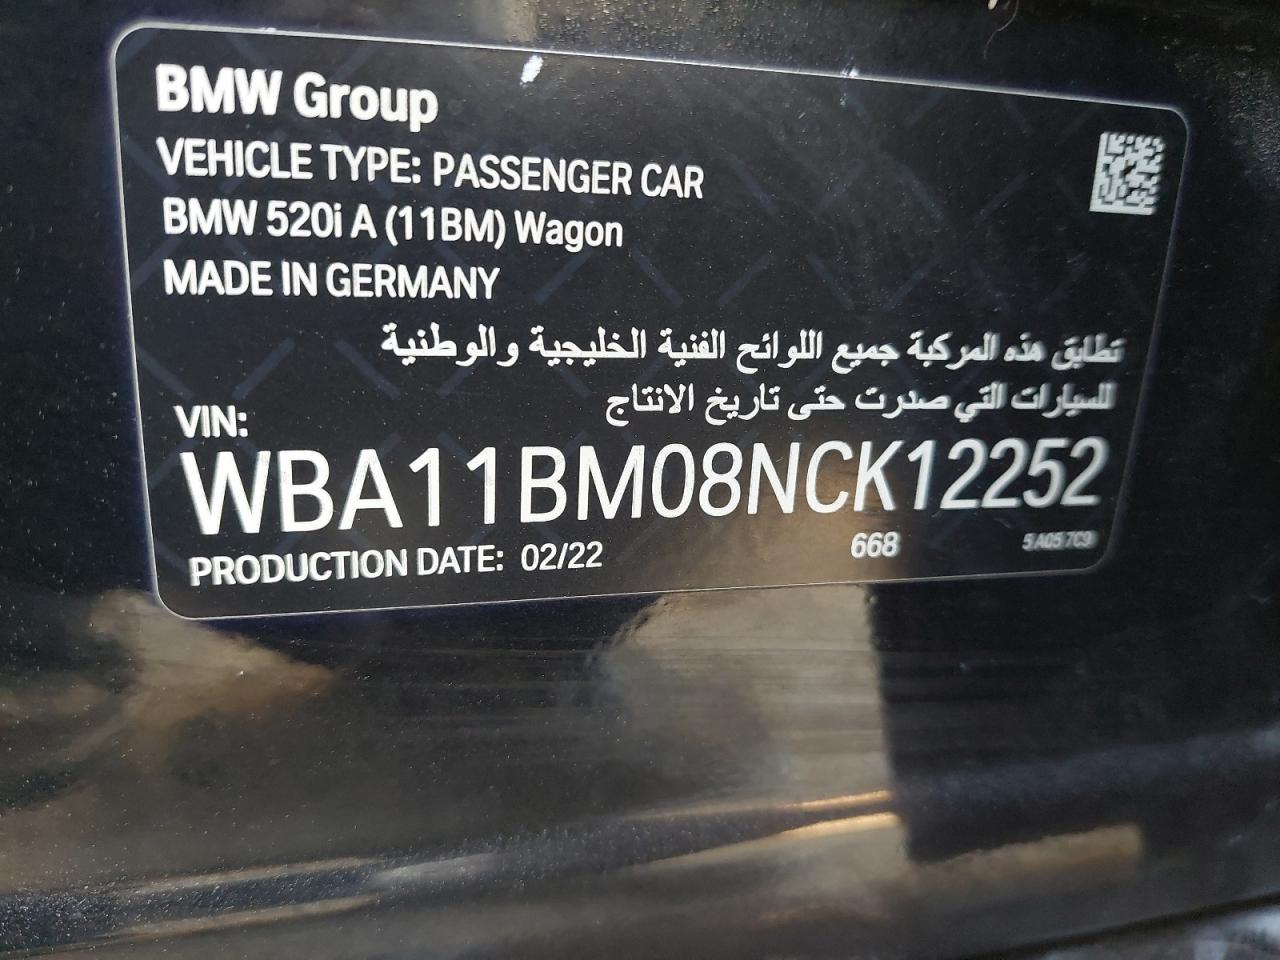 BMW Group
VEHICLE TYPE: PASSENGER CAR
BMW 520i A (11BM) Wagon
MADE IN GERMANY
تطابق هذه المركبة جميع اللوائح الفنية الخليجية والوطنية
للسيارات التي صدرت حتى تاريخ الانتاج
VIN:
WBA11BM08NCK12252
PRODUCTION DATE: 02/22 668 5A057C9